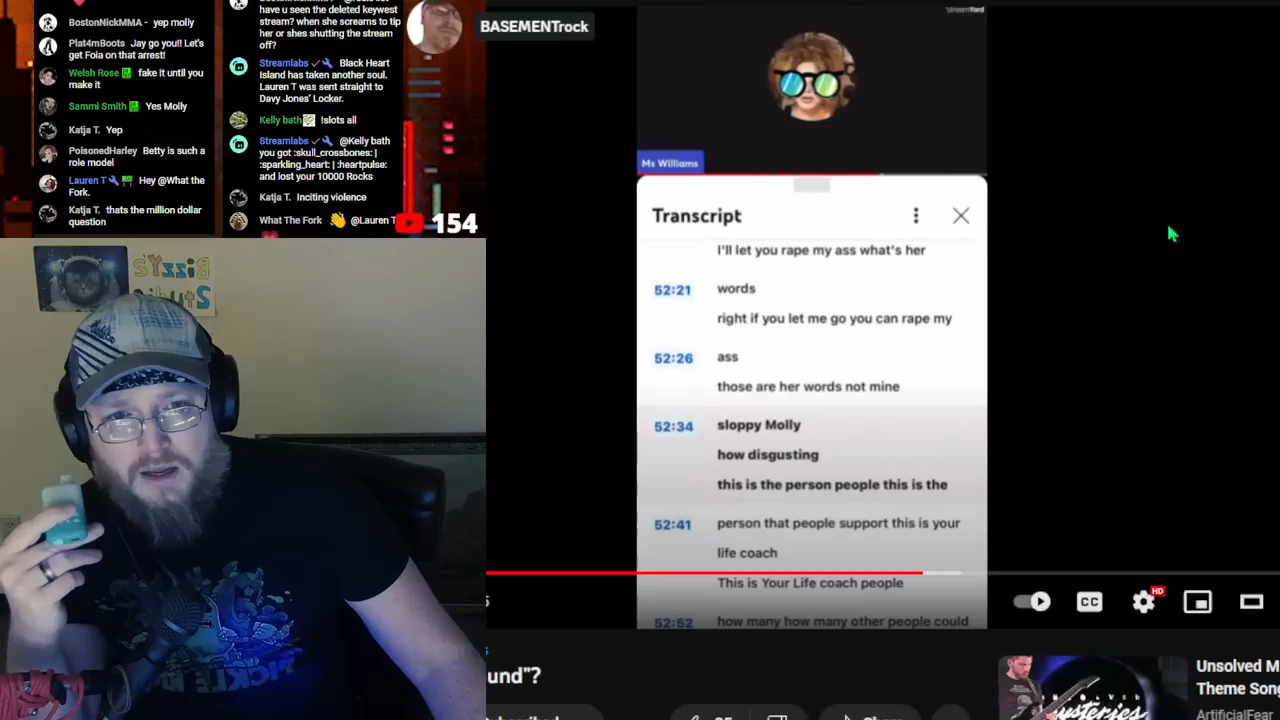 BostonNickMMA - yep molly
Plat4mBoots Jay go you!! Let's
get Foia on that arrest!
Welsh Rose fake it until you
make it
Sammi Smith Yes Molly
Katja T. Yep
PoisonedHarley Betty is such a
role model
Lauren T Hey @What the
Fork.
Katja T. thats the million dollar
question
have u seen the deleted keywest
stream? when she screams to tip
her or shes shutting the stream
off?
Streamlabs Black Heart
Island has taken another soul.
Lauren T was sent straight to
Davy Jones' Locker.
Kelly bath !slots all
Streamlabs @Kelly bath
you got :skull_crossbones: |
:sparkling_heart: | :heartpulse:
and lost your 10000 Rocks
Katja T. Inciting violence
What The Fork @Lauren T
154
BASEMENTrock
BizzYs
StudiO
StreamYard
Ms Williams
Transcript
I'll let you rape my ass what's her
52:21 words
right if you let me go you can rape my
52:26 ass
those are her words not mine
52:34 sloppy Molly
how disgusting
this is the person people this is the
52:41 person that people support this is your
life coach
This is Your Life coach people
52:52 how many how many other people could
CC
HD
und"?
Unsolved M
Theme Song
ArtificialFear